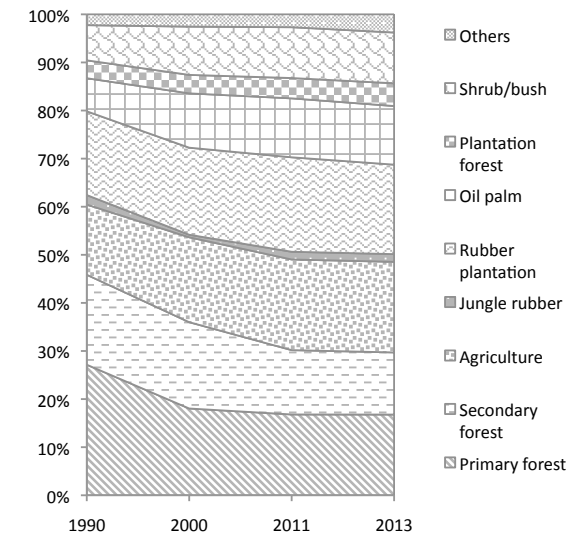 100%
90%
80%
70%
60%
50%
40%
30%
20%
10%
0%
1990 2000 2011 2013
Others
Shrub/bush
Plantation
forest
Oil palm
Rubber
plantation
Jungle rubber
Agriculture
Secondary
forest
Primary forest